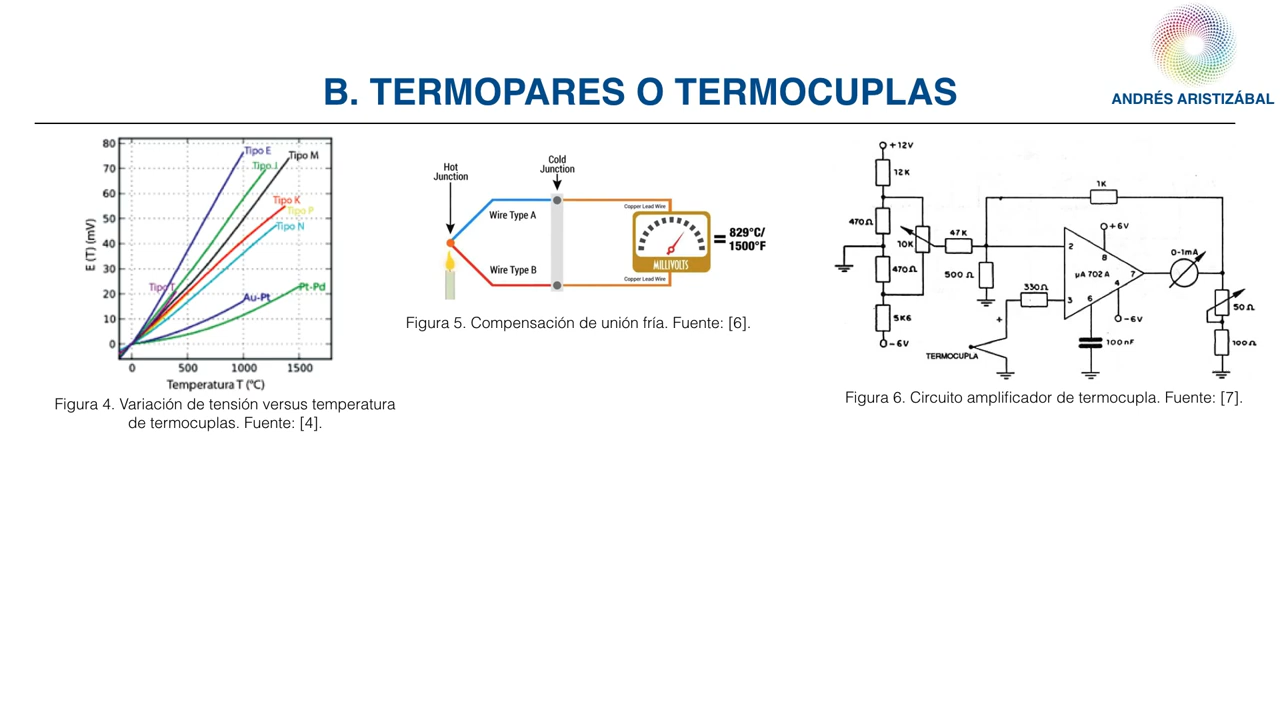 B. TERMOPARES O TERMOCUPLAS
ANDRÉS ARISTIZÁBAL
80
70
60
50
40
30
20
10
0
E (T) (mV)
0
500
1000
1500
Temperatura T (°C)
Tipo E
Tipo J
Tipo M
Tipo K
Tipo P
Tipo N
Tipo T
Au-Pt
Pt-Pd
Figura 4. Variación de tensión versus temperatura
de termocuplas. Fuente: [4].
Hot
Junction
Cold
Junction
Wire Type A
Wire Type B
Copper Lead Wire
Copper Lead Wire
MILLIVOLTS
= 829°C/
1500°F
Figura 5. Compensación de unión fría. Fuente: [6].
+12V
12K
470Ω
10K
470Ω
5K6
-6V
47K
500 Ω
1K
2
+6V
8
μA 702 A
7
4
6
3
-6V
330Ω
+
TERMOCUPLA
100 nF
0-1mA
50Ω
100Ω
Figura 6. Circuito amplificador de termocupla. Fuente: [7].